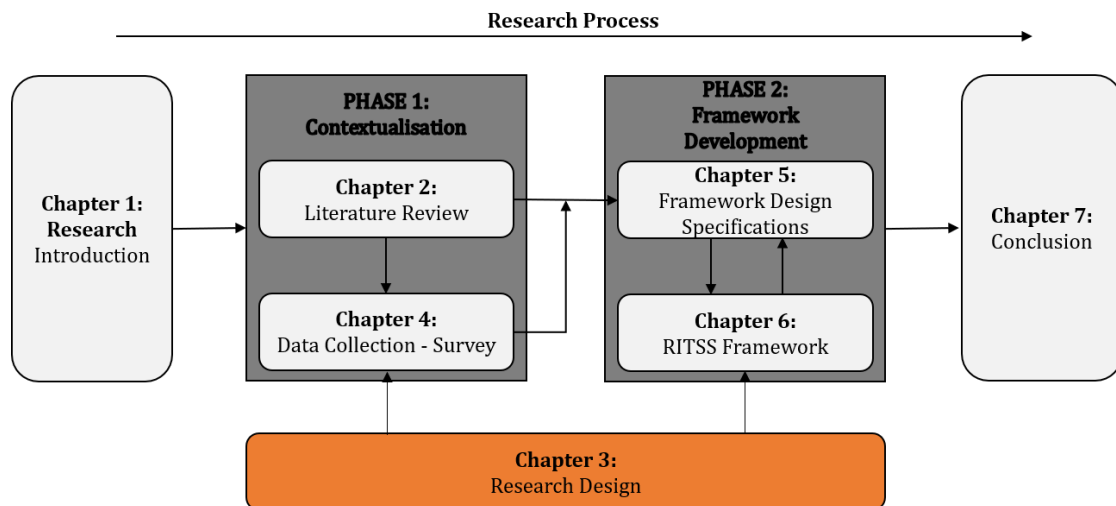 Research Process
Chapter 1:
Research
Introduction
PHASE 1:
Contextualisation
Chapter 2:
Literature Review
Chapter 4:
Data Collection - Survey
PHASE 2:
Framework
Development
Chapter 5:
Framework Design
Specifications
Chapter 6:
RITSS Framework
Chapter 7:
Conclusion
Chapter 3:
Research Design